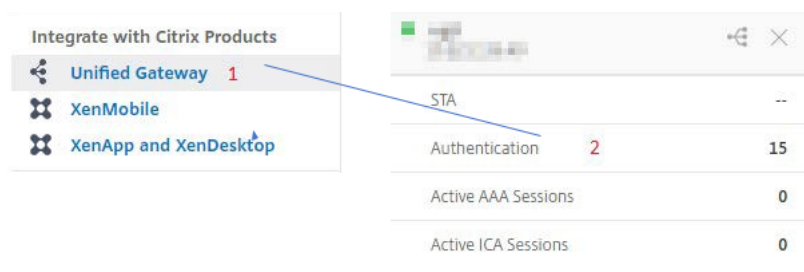 Integrate with Citrix Products
Unified Gateway 1
XenMobile
XenApp and XenDesktop
STA --
Authentication 2 15
Active AAA Sessions 0
Active ICA Sessions 0